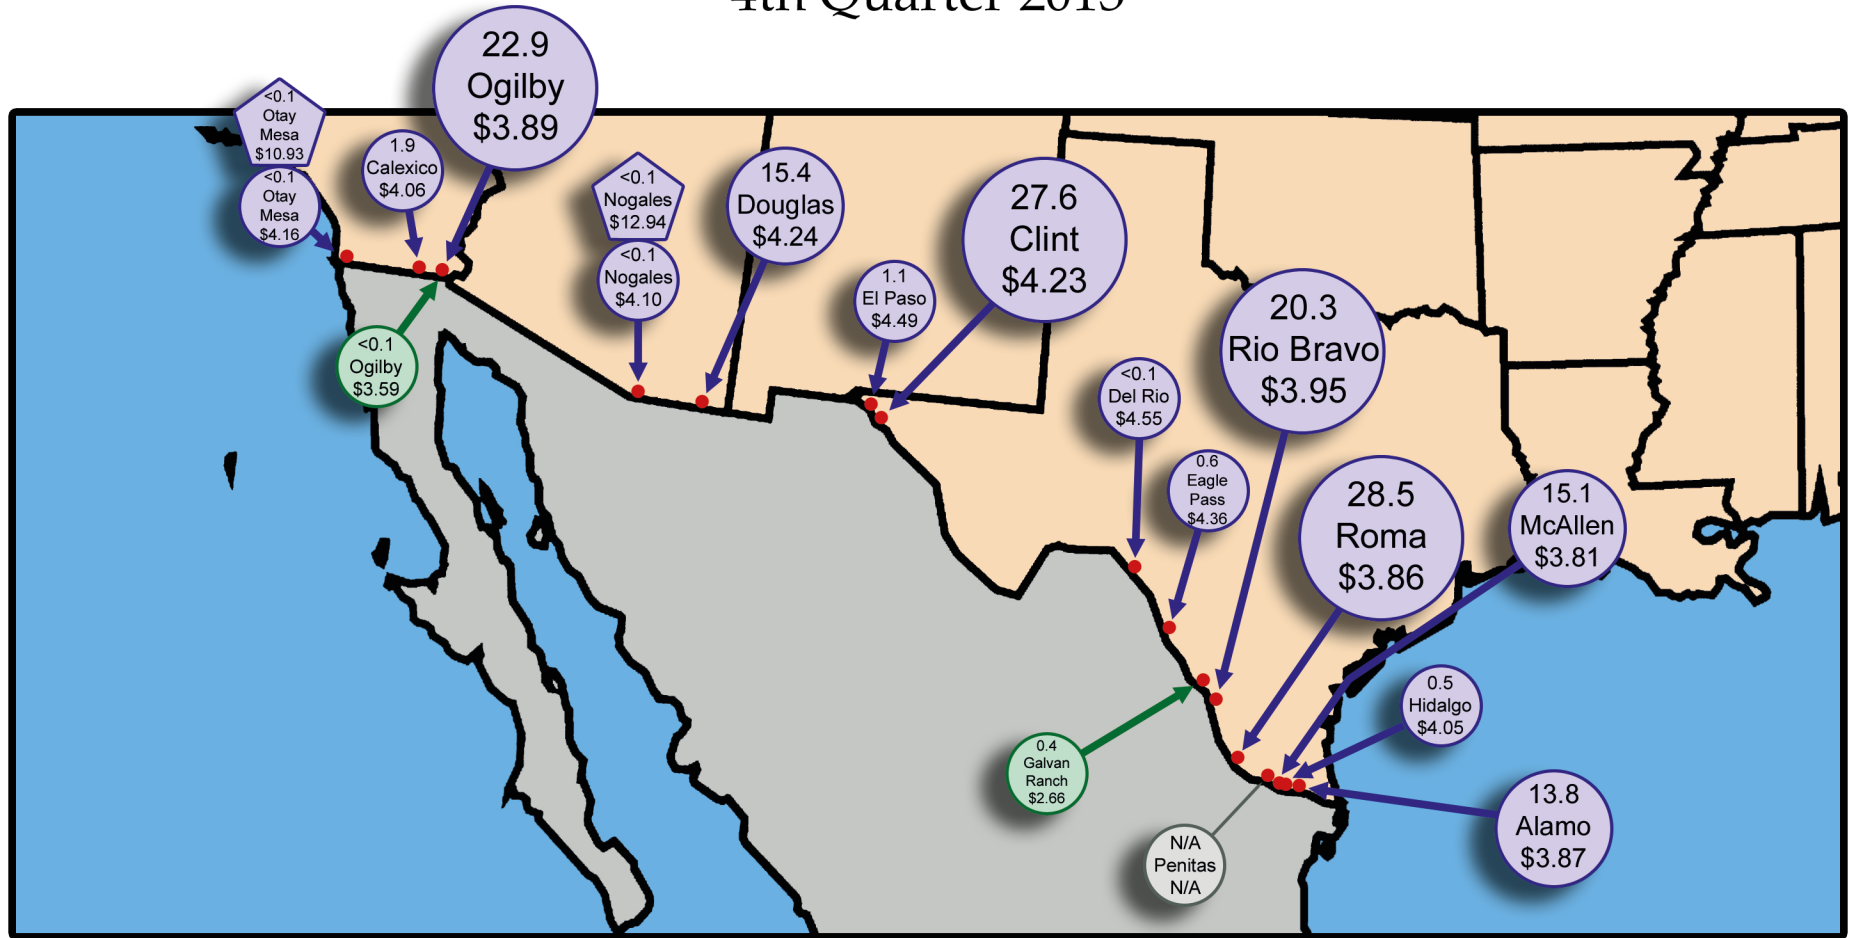 4th Quarter 2013
22.9
Ogilby
$3.89
<0.1
Otay
Mesa
$10.93
<0.1
Otay
Mesa
$4.16
1.9
Calexico
$4.06
<0.1
Nogales
$12.94
<0.1
Nogales
$4.10
15.4
Douglas
$4.24
1.1
El Paso
$4.49
27.6
Clint
$4.23
<0.1
Ogilby
$3.59
<0.1
Del Rio
$4.55
20.3
Rio Bravo
$3.95
0.6
Eagle
Pass
$4.36
28.5
Roma
$3.86
15.1
McAllen
$3.81
0.5
Hidalgo
$4.05
0.4
Galvan
Ranch
$2.66
N/A
Penitas
N/A
13.8
Alamo
$3.87